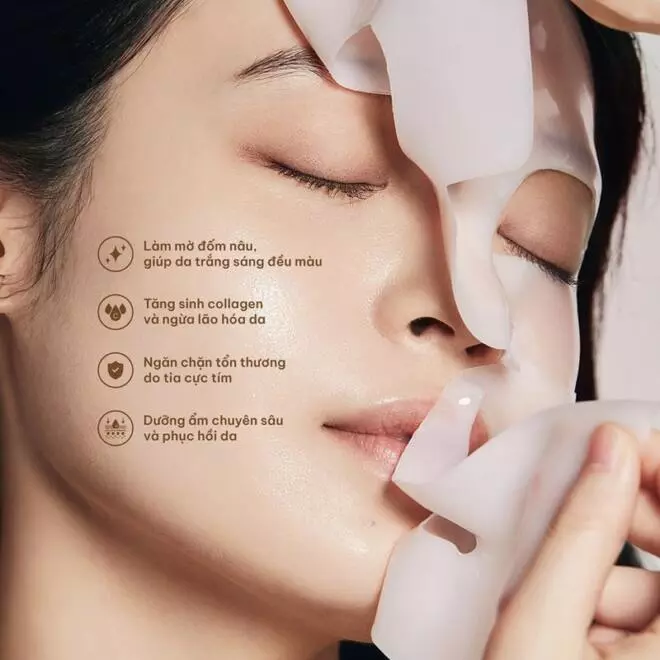 Làm mờ đốm nâu,
giúp da trắng sáng đều màu
Tăng sinh collagen
và ngừa lão hóa da
Ngăn chặn tổn thương
do tia cực tím
Dưỡng ẩm chuyên sâu
và phục hồi da